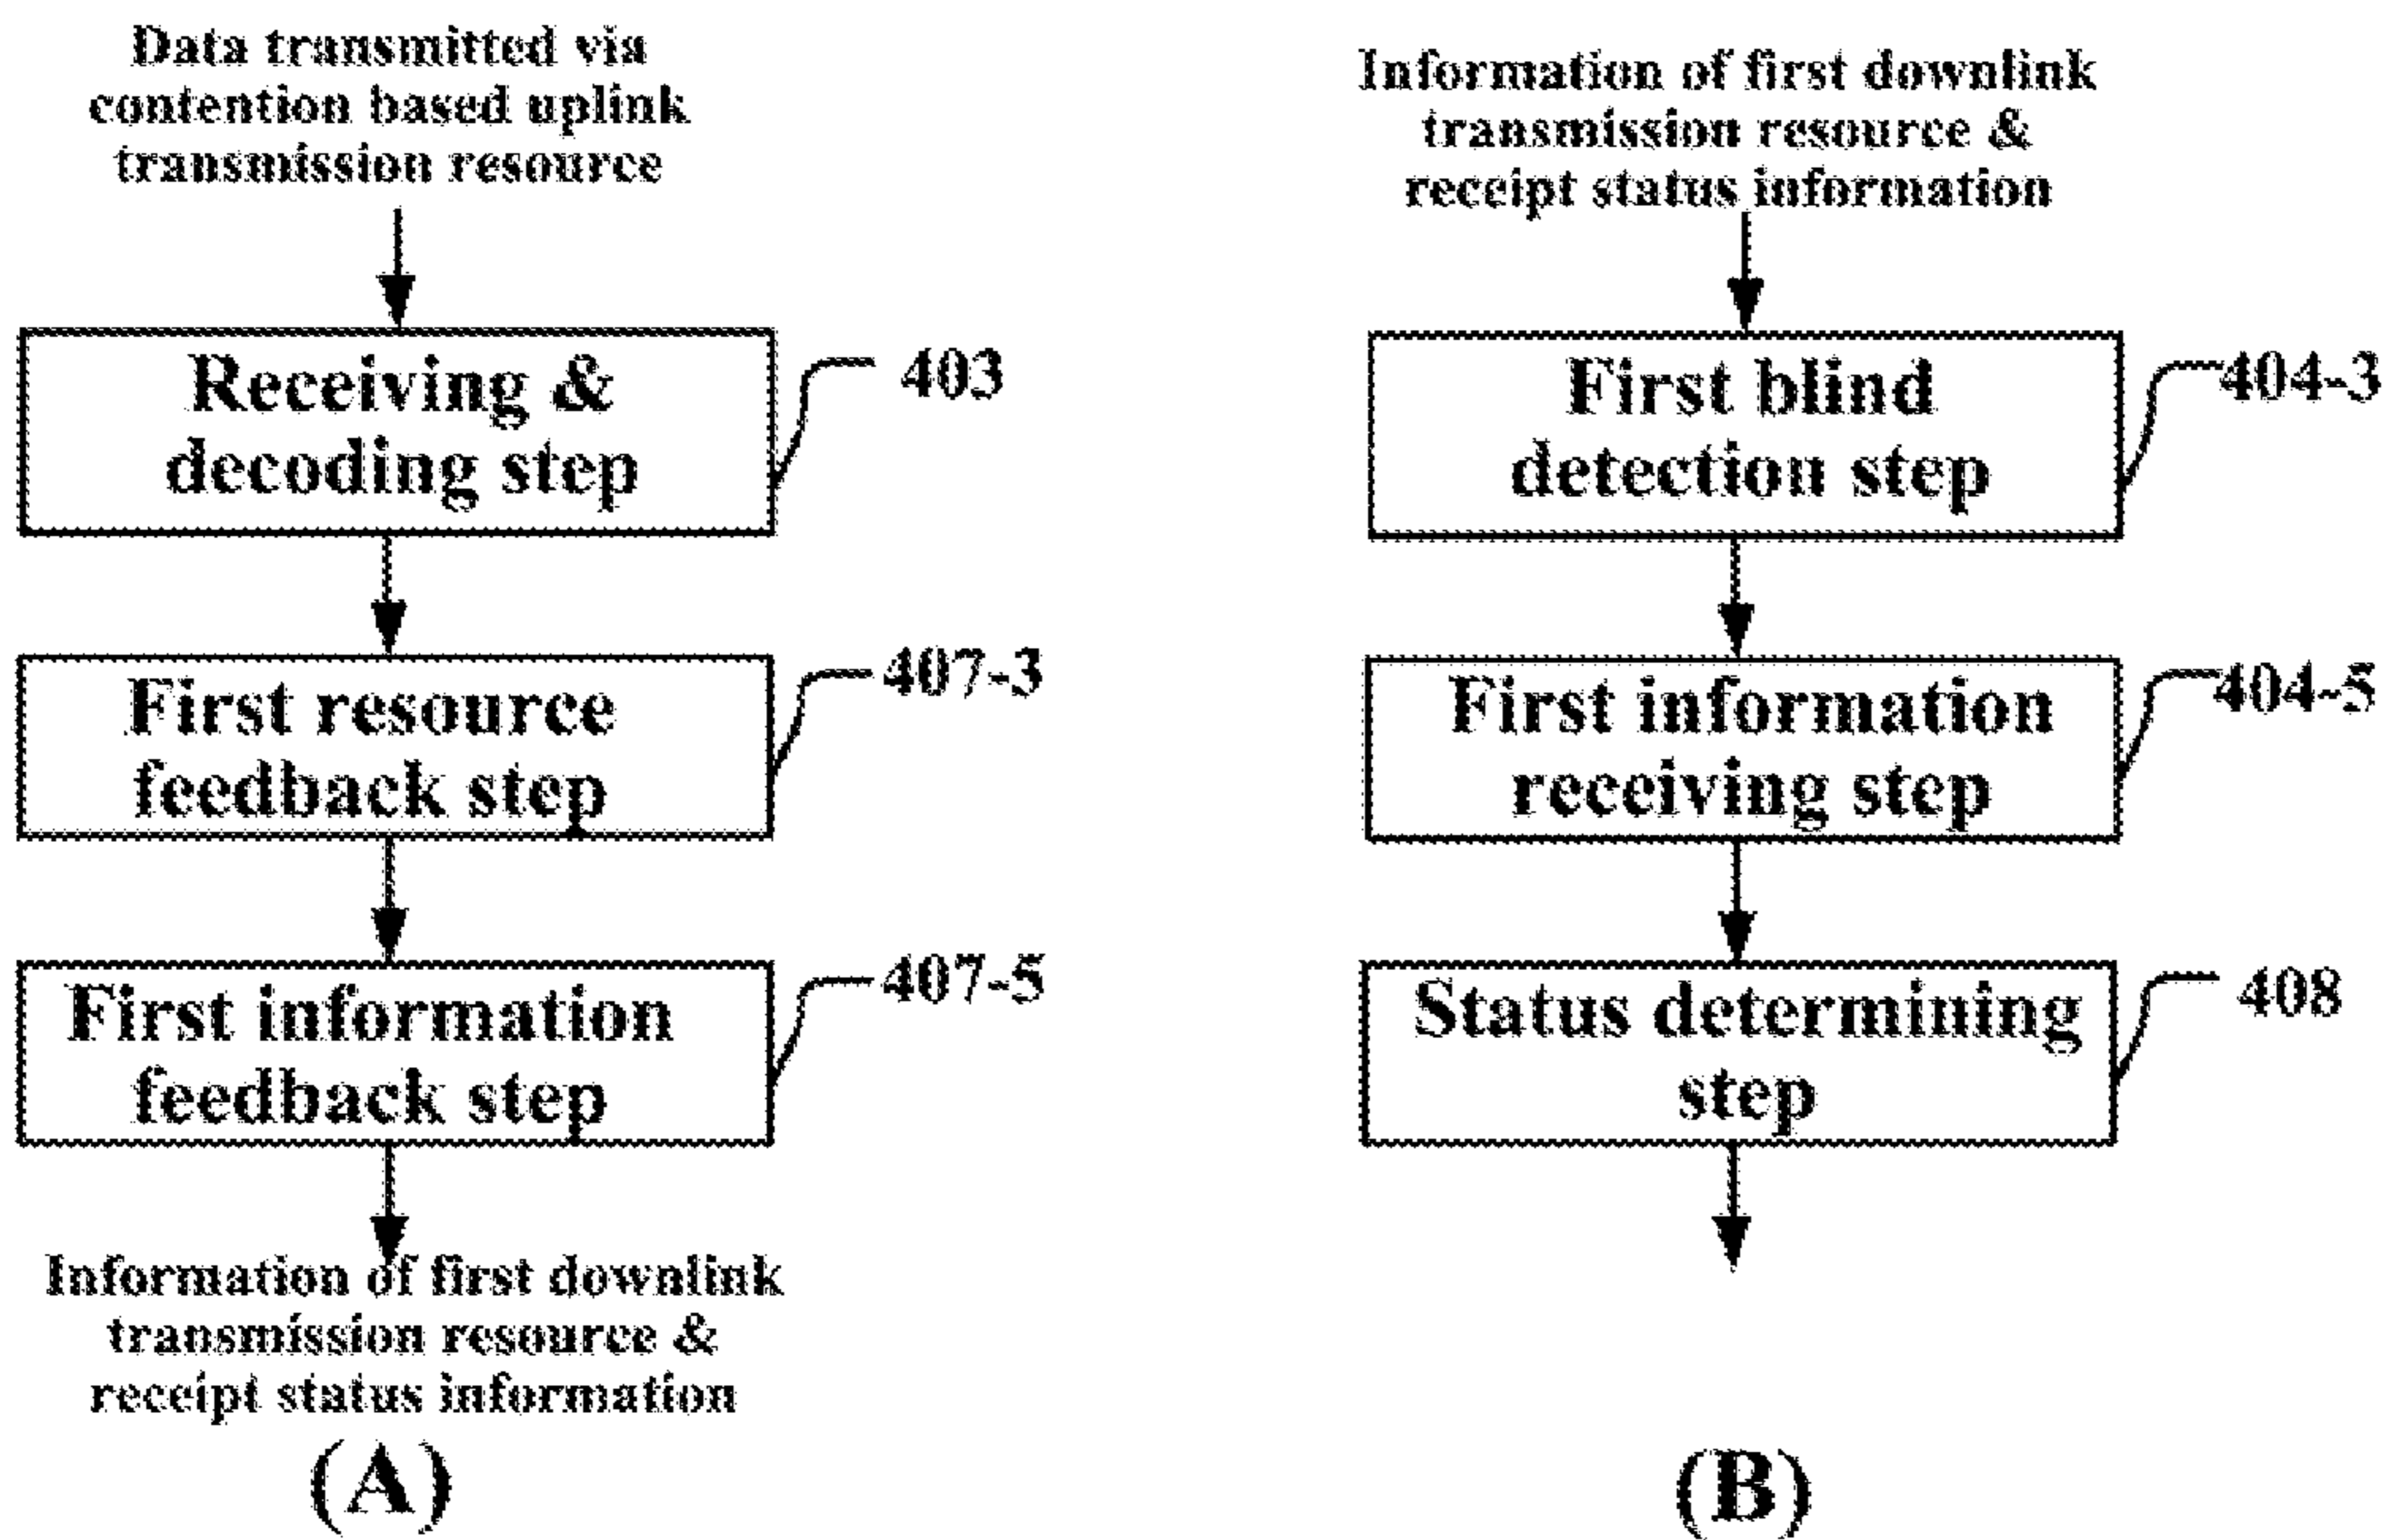 Data transmitted via
contention based uplink
transmission resource
Receiving &
decoding step
403
First resource
feedback step
407-3
First information
feedback step
407-5
Information of first downlink
transmission resource &
receipt status information
(A)
Information of first downlink
transmission resource &
receipt status information
First blind
detection step
404-3
First information
receiving step
404-5
Status determining
step
408
(B)